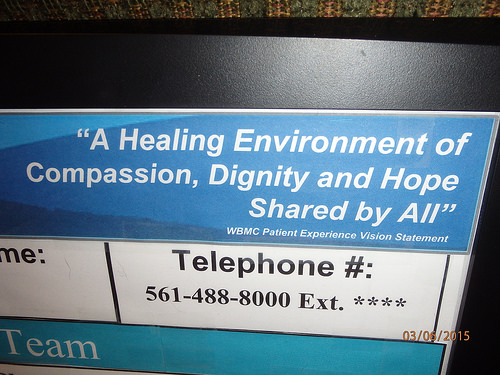 “A Healing Environment of
Compassion, Dignity and Hope
Shared by All”
WBMC Patient Experience Vision Statement
me:
Telephone #:
561-488-8000 Ext. ****
Team
03/06/2015